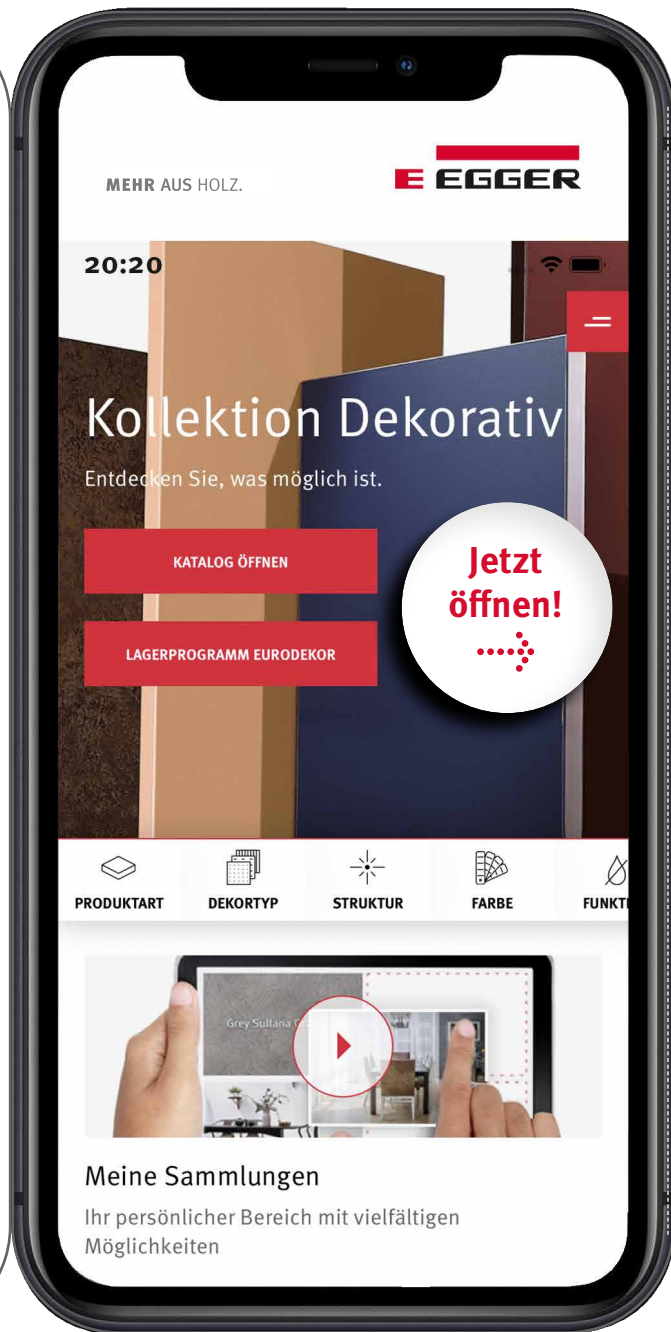 MEHR AUS HOLZ.
E EGGER
20:20
Kollektion Dekorativ
Entdecken Sie, was möglich ist.
KATALOG ÖFFNEN
LAGERPROGRAMM EURODEKOR
Jetzt
öffnen!
PRODUKTART DEKORTYP STRUKTUR FARBE
Grey Sultana
Meine Sammlungen
Ihr persönlicher Bereich mit vielfältigen
Möglichkeiten